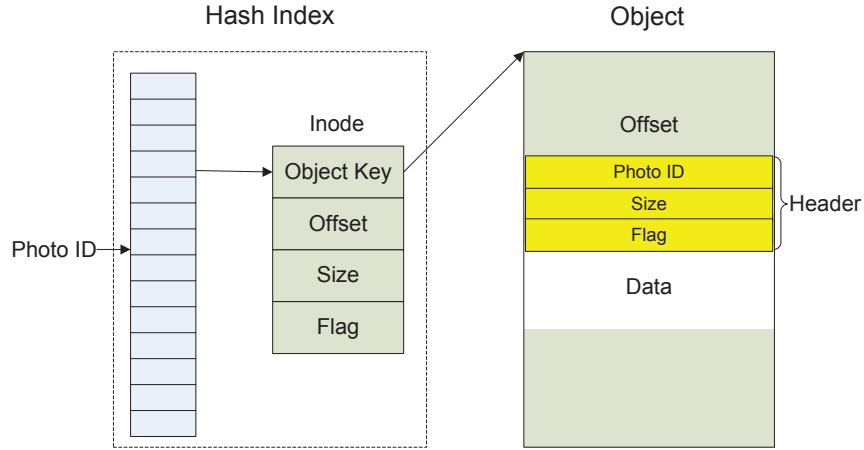 Hash Index
Object
Inode
Object Key
Offset
Size
Flag
Photo ID
Offset
Photo ID
Size
Flag
Header
Data